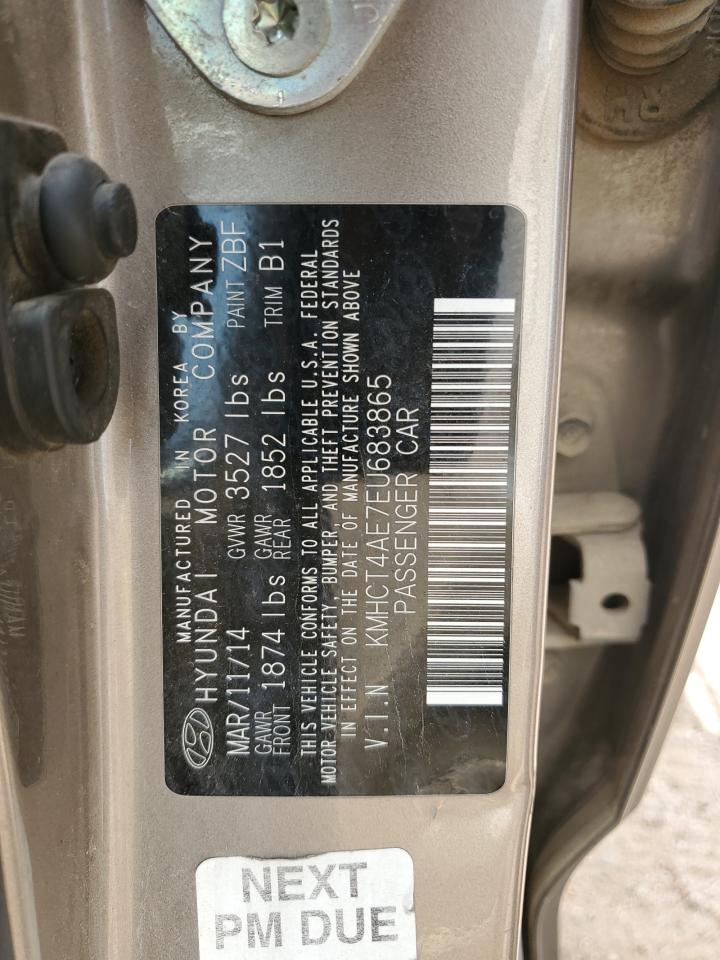 MANUFACTURED IN KOREA BY
HYUNDAI MOTOR COMPANY
MAR/11/14 GVWR 3527 lbs PAINT ZBF
GAWR FRONT 1874 lbs GAWR REAR 1852 lbs TRIM B1
THIS VEHICLE CONFORMS TO ALL APPLICABLE U.S.A. FEDERAL
MOTOR VEHICLE SAFETY, BUMPER, AND THEFT PREVENTION STANDARDS
IN EFFECT ON THE DATE OF MANUFACTURE SHOWN ABOVE
V.I.N KMHCT4AE7EU683865
PASSENGER CAR
NEXT
PM DUE
RH